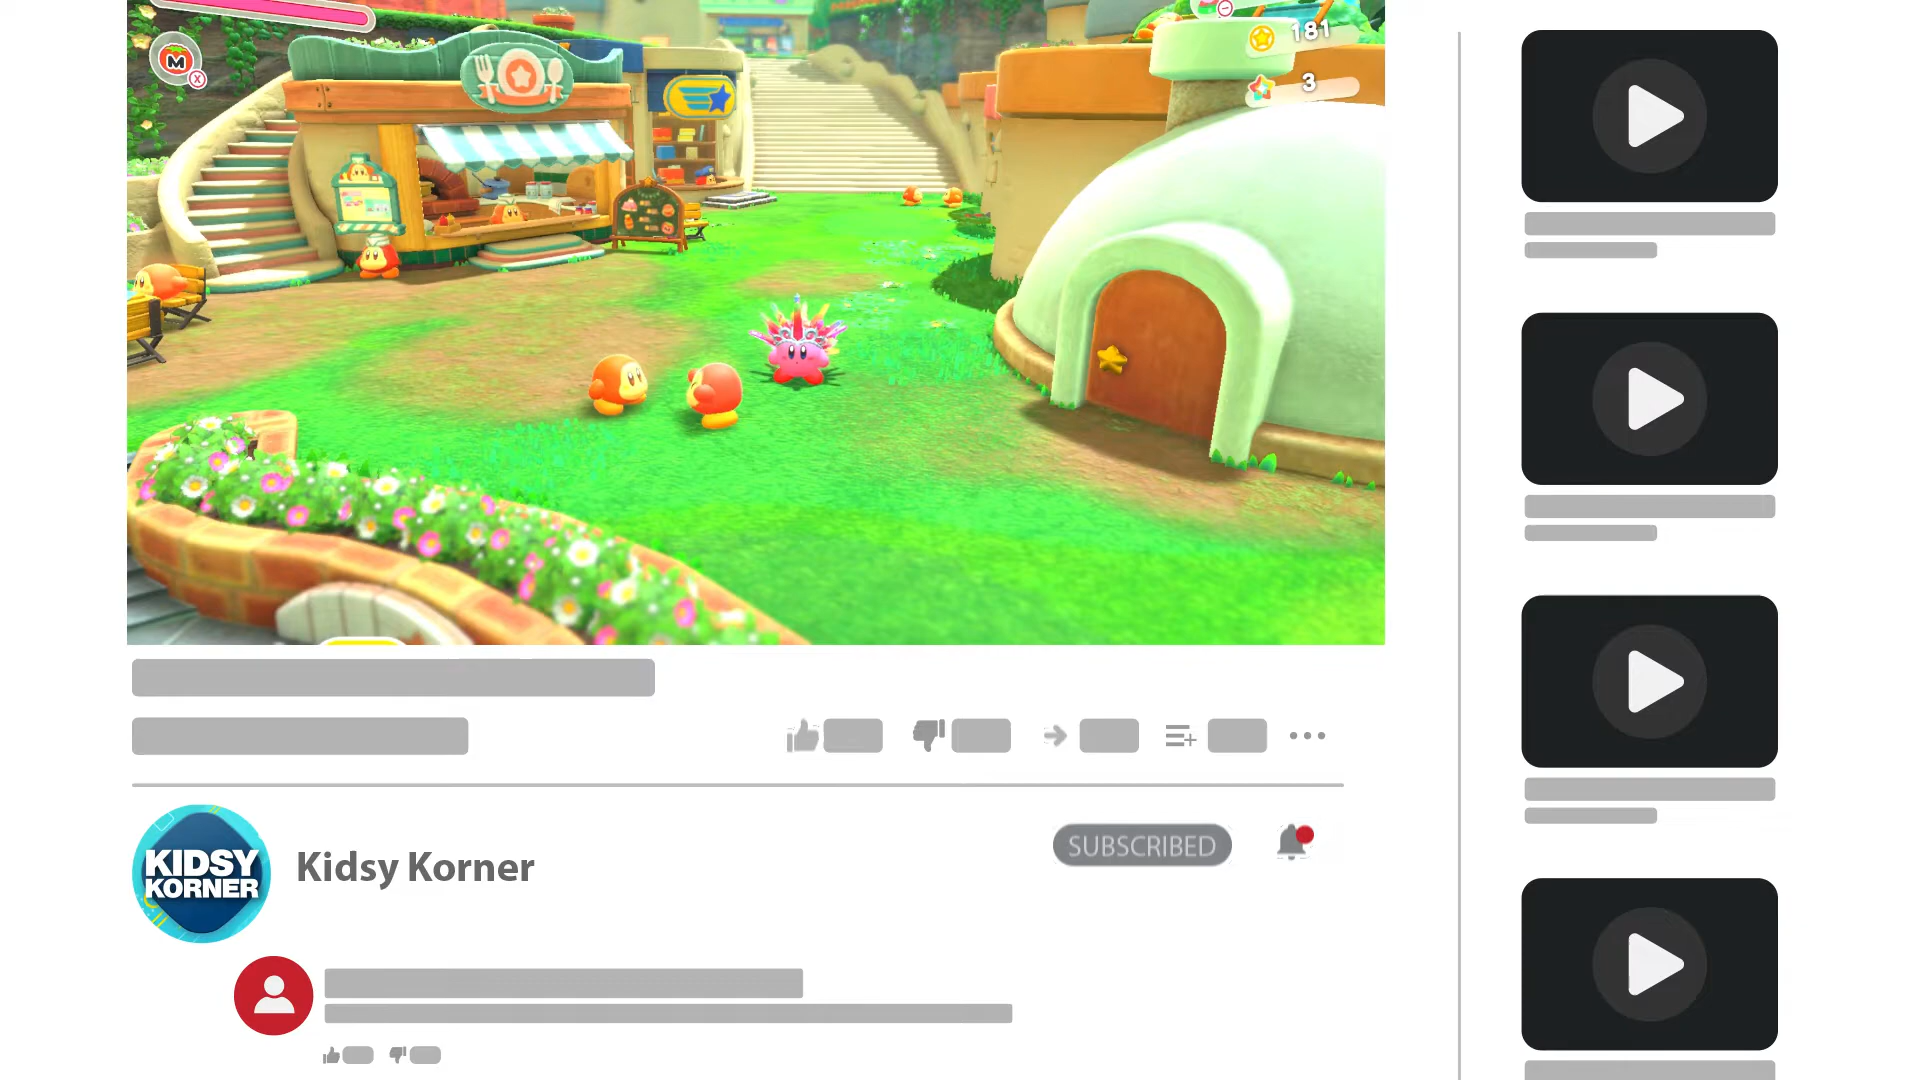 M
X
181
3
KIDSY
KORNER
Kidsy Korner
SUBSCRIBED